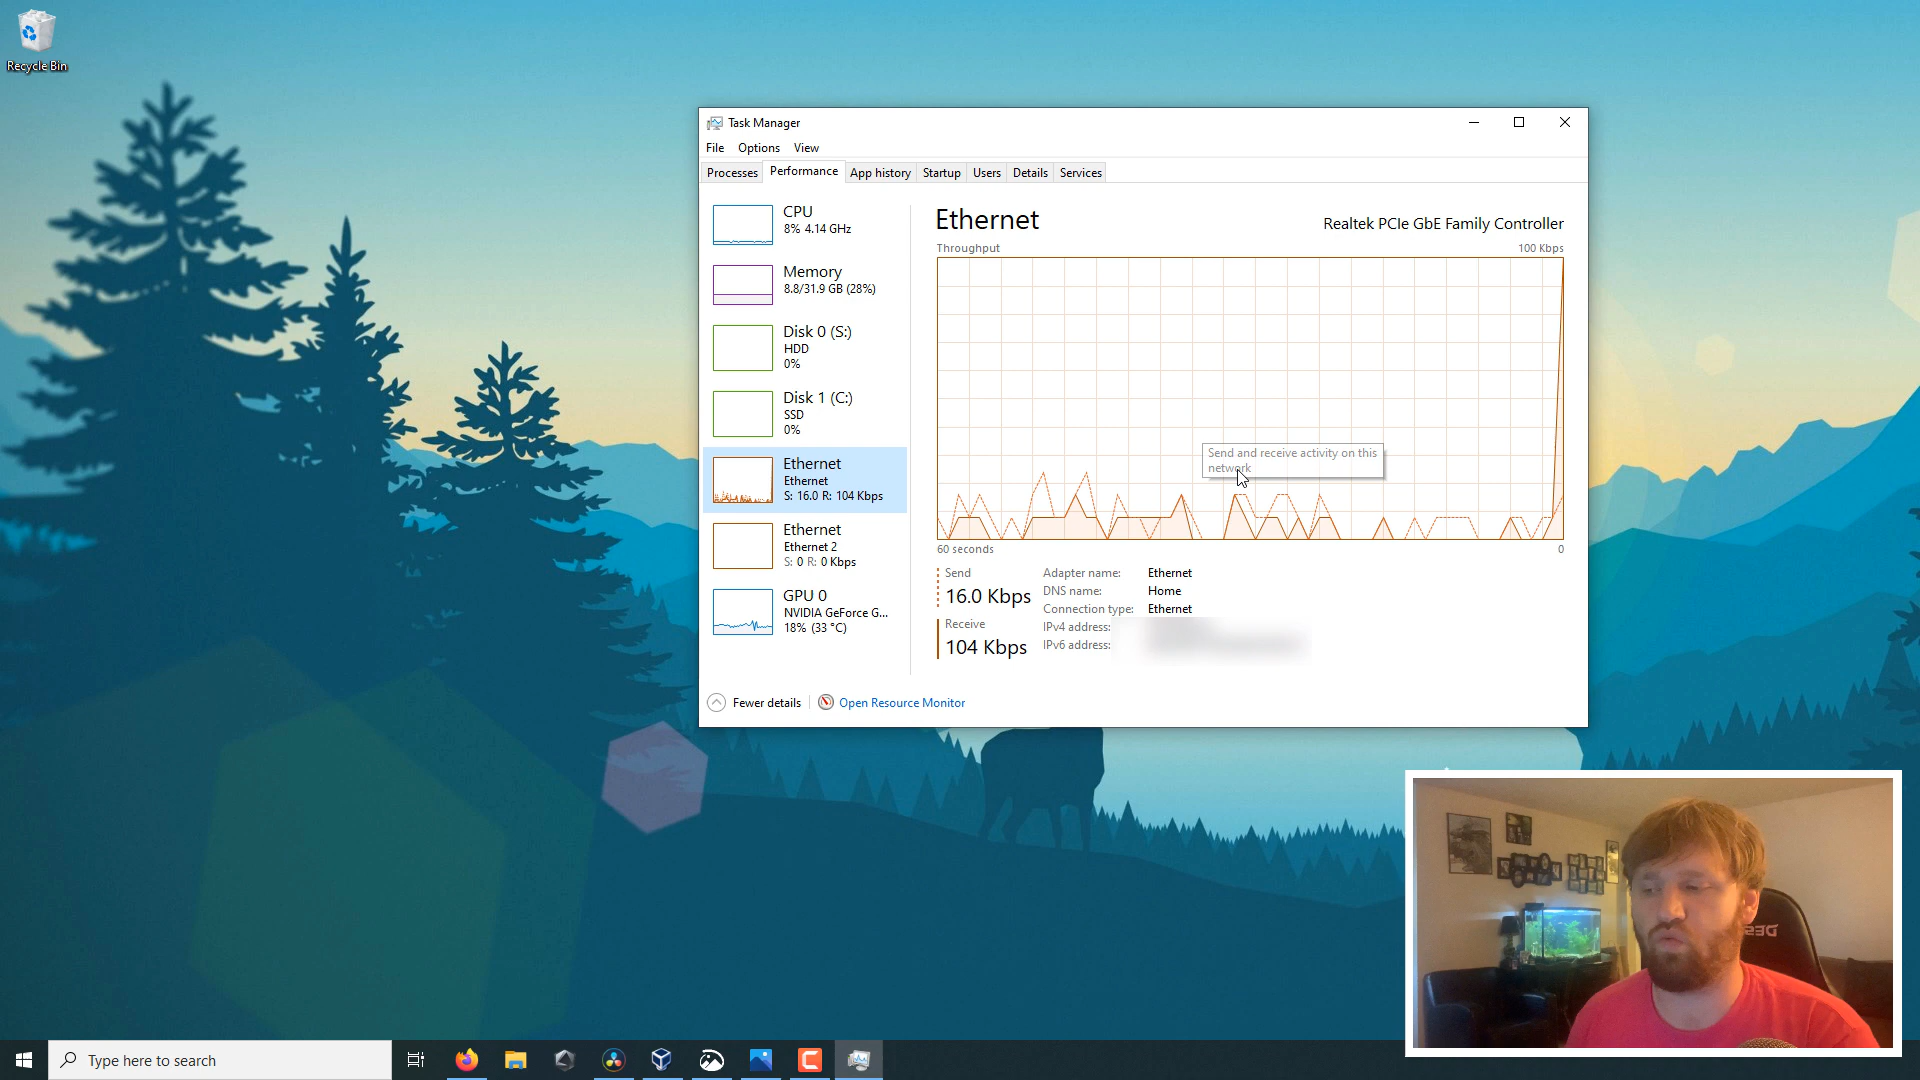 Recycle Bin
Task Manager
File Options View
Processes Performance App history Startup Users Details Services
CPU
8% 4.14 GHz
Memory
8.8/31.9 GB (28%)
Disk 0 (S:)
HDD
0%
Disk 1 (C:)
SSD
0%
Ethernet
Ethernet
S: 16.0 R: 104 Kbps
Ethernet
Ethernet 2
S: 0 R: 0 Kbps
GPU 0
NVIDIA GeForce G...
18% (33 °C)
Ethernet
Realtek PCIe GbE Family Controller
Throughput
100 Kbps
Send and receive activity on this
network
60 seconds
0
Send
16.0 Kbps
Receive
104 Kbps
Adapter name: Ethernet
DNS name: Home
Connection type: Ethernet
IPv4 address:
IPv6 address:
Fewer details
Open Resource Monitor
Type here to search